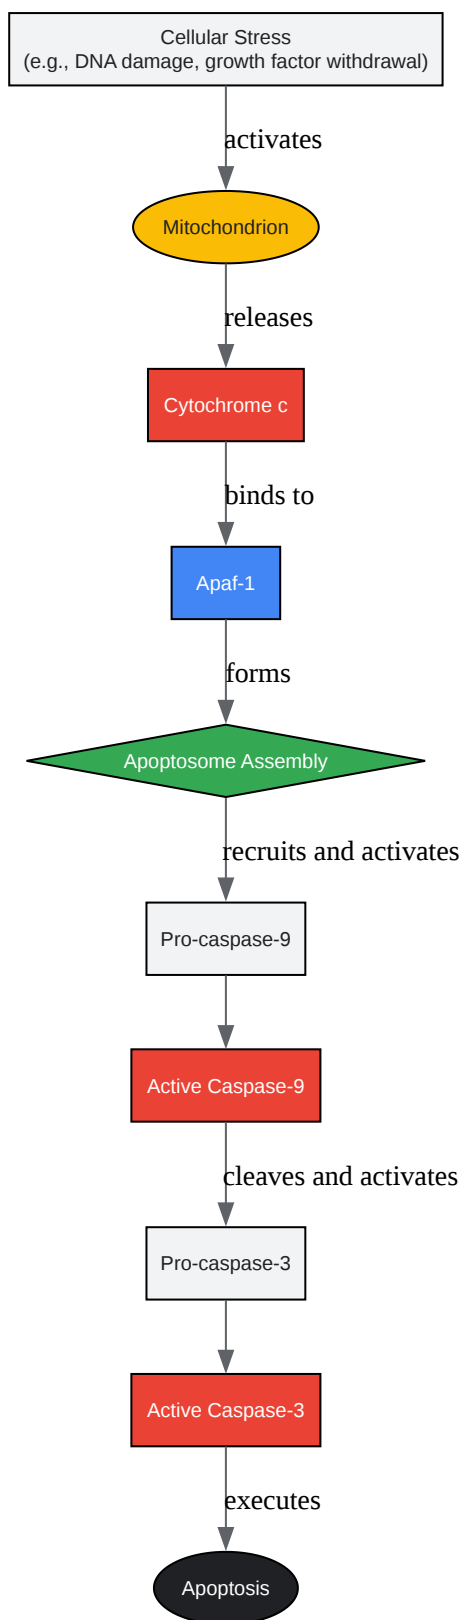 Cellular Stress
(e.g., DNA damage, growth factor withdrawal)
activates
Mitochondrion
releases
Cytochrome c
binds to
Apaf-1
forms
Apoptosome Assembly
recruits and activates
Pro-caspase-9
Active Caspase-9
cleaves and activates
Pro-caspase-3
Active Caspase-3
executes
Apoptosis